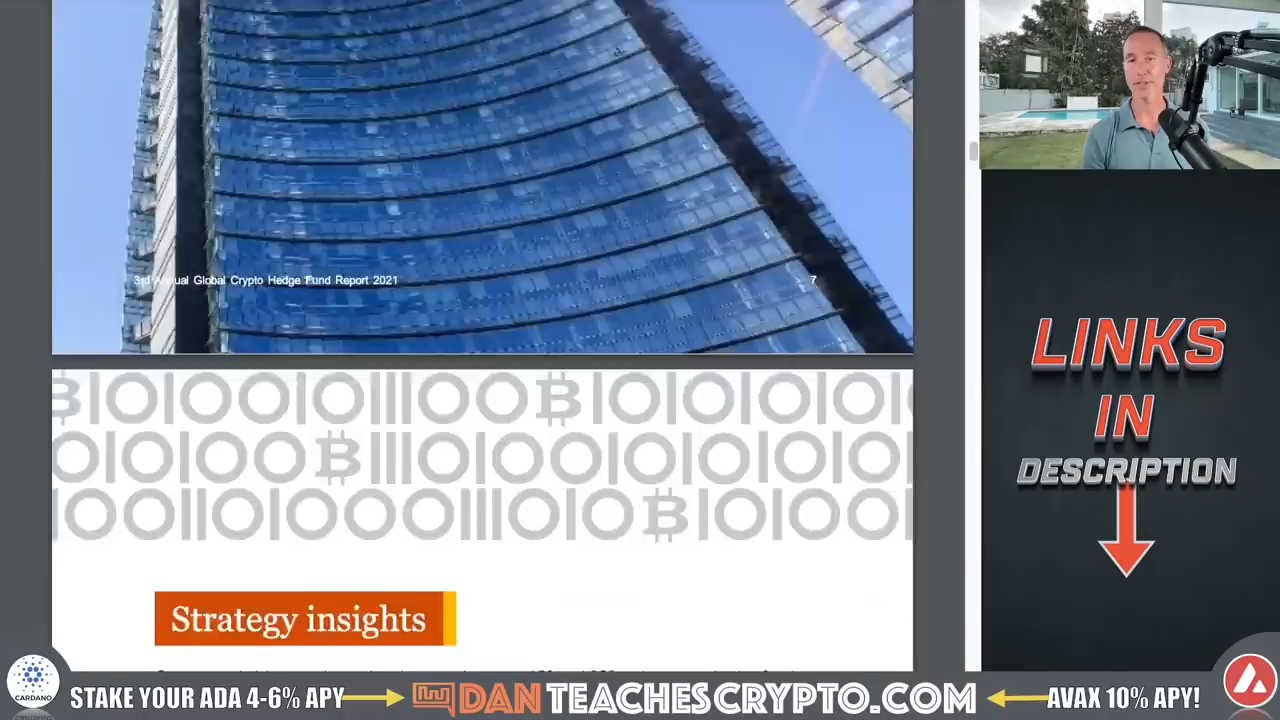 3rd Annual Global Crypto Hedge Fund Report 2021
7
Strategy insights
LINKS
IN
DESCRIPTION
CARDANO
STAKE YOUR ADA 4-6% APY
DANTEACHESCRYPTO.COM
AVAX 10% APY!